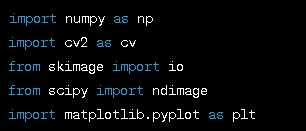 import numpy as np
import cv2 as cv
from skimage import io
from scipy import ndimage
import matplotlib.pyplot as plt